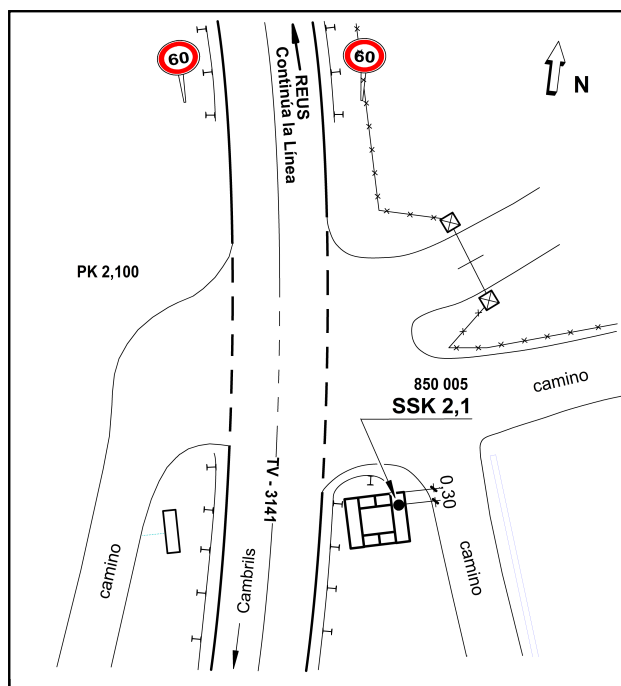 60
60
REUS
Continúa la Línea
N
PK 2,100
850 005
SSK 2,1
camino
TV - 3141
0,30
Cambrils
camino
camino